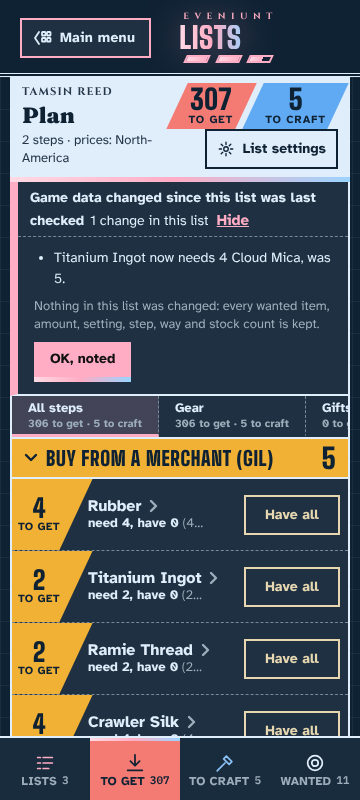 Main menu
EVENIUNT
LISTS
TAMSIN REED
Plan
2 steps · prices: North-
America
307
TO GET
5
TO CRAFT
List settings
Game data changed since this list was last
checked 1 change in this list Hide
• Titanium Ingot now needs 4 Cloud Mica, was
5.
Nothing in this list was changed: every wanted item,
amount, setting, step, way and stock count is kept.
OK, noted
All steps
306 to get · 5 to craft
Gear
306 to get · 5 to craft
Gifts
0 to
BUY FROM A MERCHANT (GIL) 5
4
TO GET
Rubber
need 4, have 0 (4...
Have all
2
TO GET
Titanium Ingot
need 2, have 0 (2...
Have all
2
TO GET
Ramie Thread
need 2, have 0 (2...
Have all
4
Crawler Silk
Have all
LISTS 3
TO GET 307
TO CRAFT 5
WANTED 11